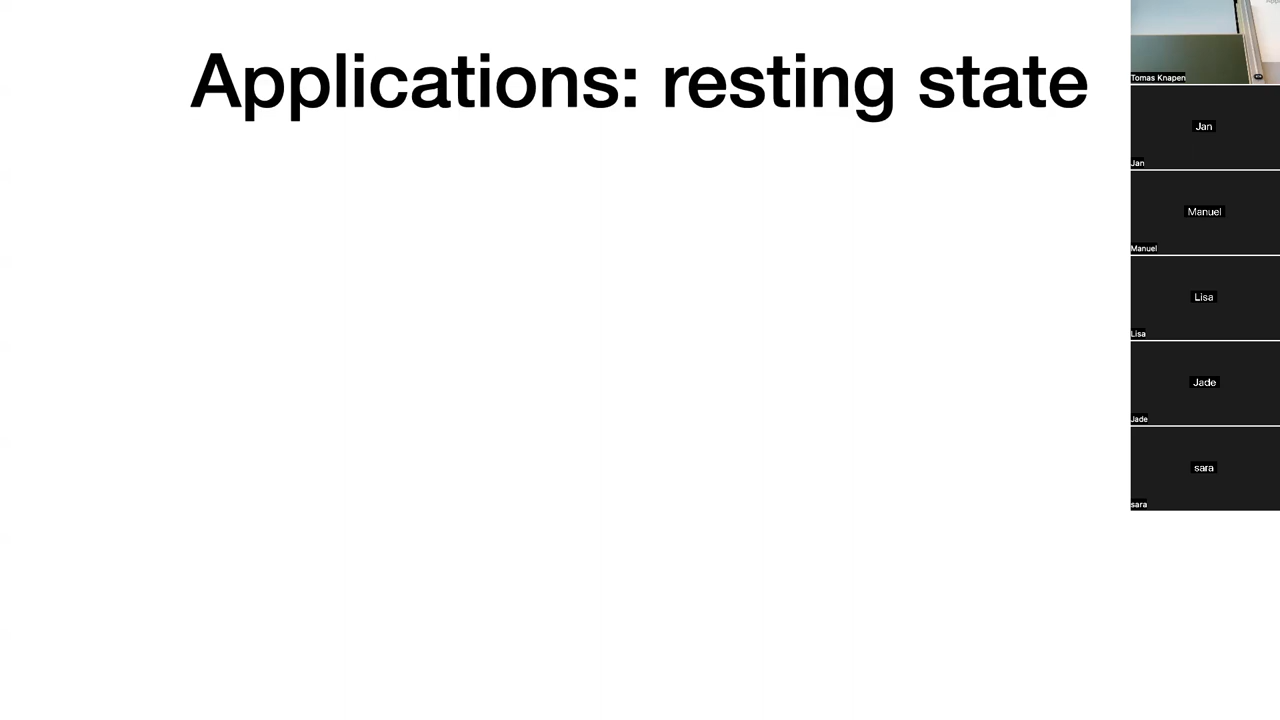 Applications: resting state
Tomas Knapen
Jan
Jan
Manuel
Manuel
Lisa
Lisa
Jade
Jade
sara
sara